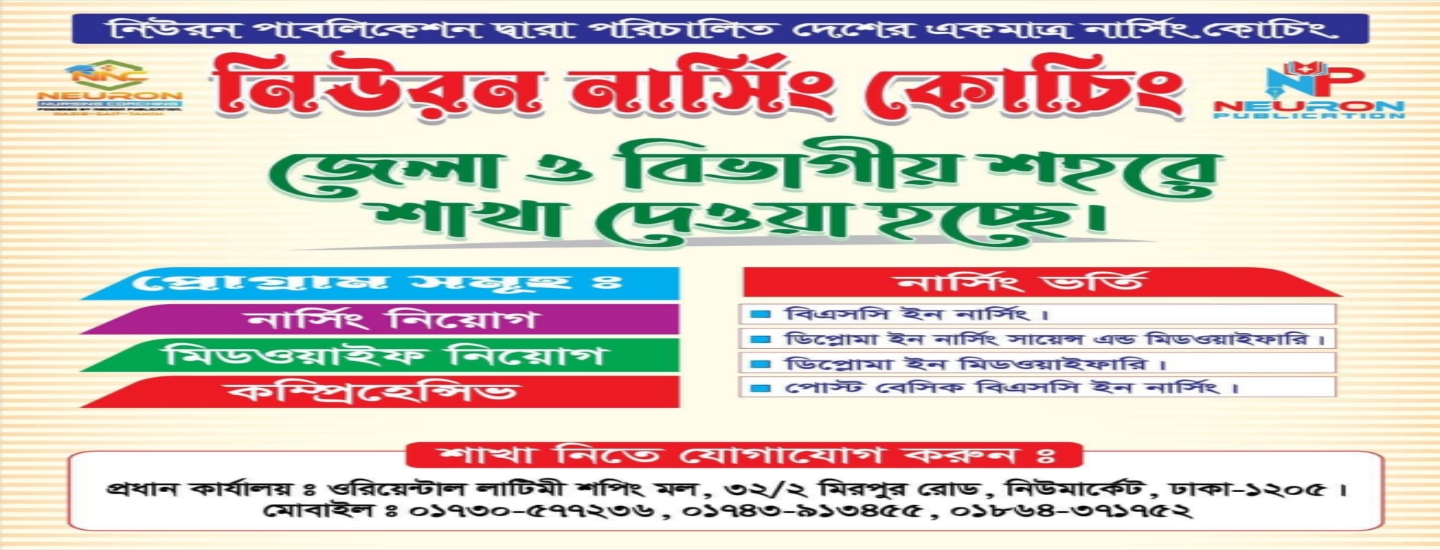 নিউরন পাবলিকেশন দ্বারা পরিচালিত দেশের একমাত্র নার্সিং কোচিং
NNC
NEURON
NURSING COACHING
নিউরন নার্সিং কোচিং
NP
NEURON
PUBLICATION
জেলা ও বিভাগীয় শহরে
শাখা দেওয়া হচ্ছে।
প্রোগ্রাম সমূহ ঃ
নার্সিং নিয়োগ
মিডওয়াইফ নিয়োগ
কম্প্রিহেন্সিভ
নার্সিং ভর্তি
বিএসসি ইন নার্সিং।
ডিপ্লোমা ইন নার্সিং সায়েন্স এন্ড মিডওয়াইফারি।
ডিপ্লোমা ইন মিডওয়াইফারি।
পোস্ট বেসিক বিএসসি ইন নার্সিং।
শাখা নিতে যোগাযোগ করুন ঃ
প্রধান কার্যালয় ঃ ওরিয়েন্টাল লাটিমী শপিং মল, ৩২/২ মিরপুর রোড, নিউমার্কেট, ঢাকা-১২০৫।
মোবাইল ঃ ০১৭৩০-৫৭৭২৩৬, ০১৭৪৩-৯১৩৪৫৫, ০১৮৬৪-৩৭১৭৫২